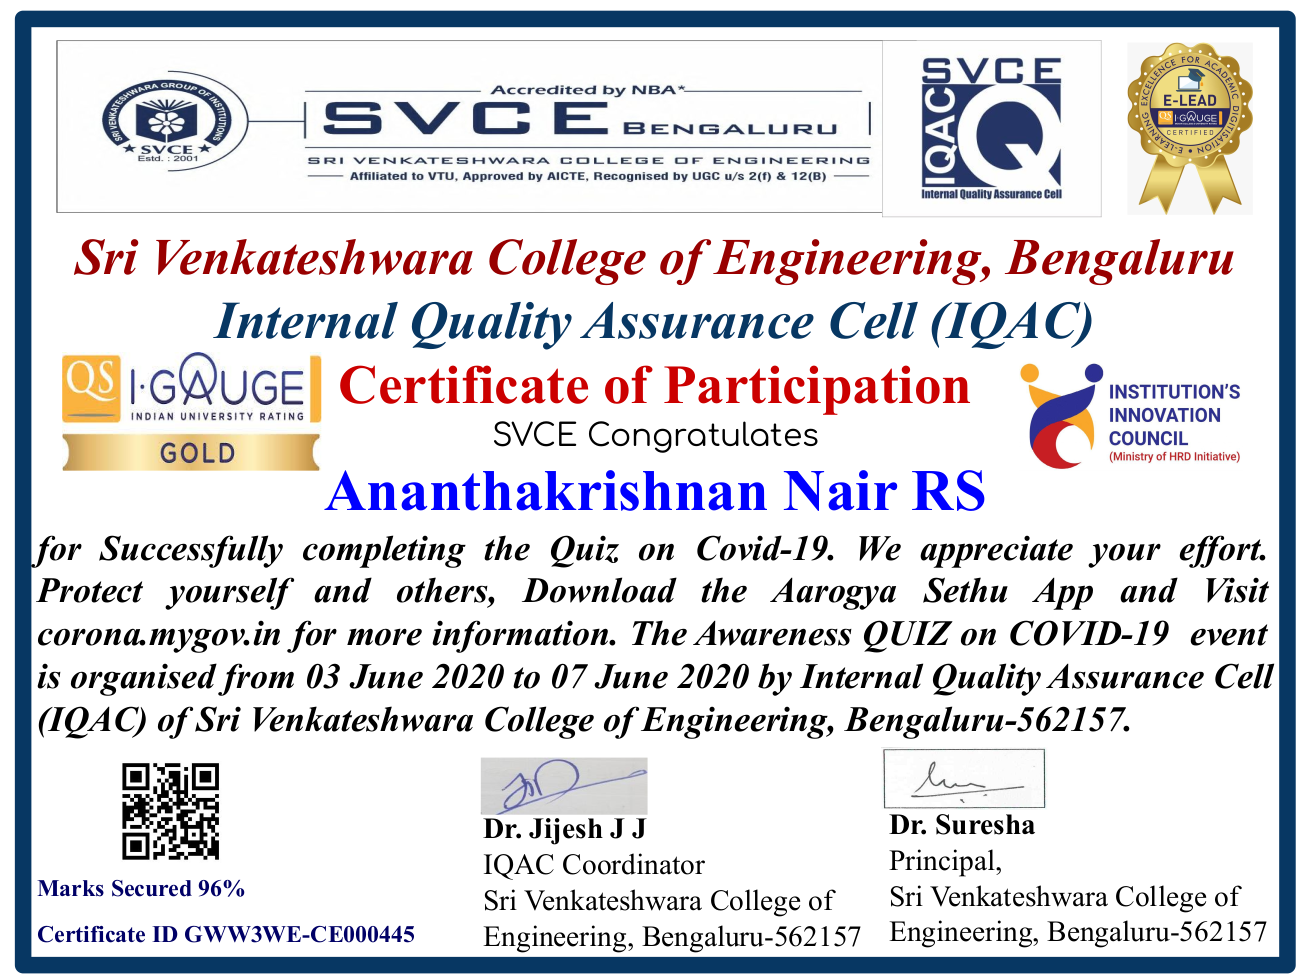 SRI VENKATESHWARA GROUP OF INSTITUTIONS
SVCE
Estd. : 2001
Accredited by NBA*
SVCE BENGALURU
SRI VENKATESHWARA COLLEGE OF ENGINEERING
Affiliated to VTU, Approved by AICTE, Recognised by UGC u/s 2(f) & 12(B)
SVCE
IQAC
Internal Quality Assurance Cell
EXCELLENCE FOR ACADEMIC DIGITISATION
E-LEAD
QS I·GAUGE
CERTIFIED
E-LEARNING
Sri Venkateshwara College of Engineering, Bengaluru
Internal Quality Assurance Cell (IQAC)
QS I·GAUGE
INDIAN UNIVERSITY RATING
GOLD
Certificate of Participation
SVCE Congratulates
INSTITUTION'S
INNOVATION
COUNCIL
(Ministry of HRD Initiative)
Ananthakrishnan Nair RS
for Successfully completing the Quiz on Covid-19. We appreciate your effort.
Protect yourself and others, Download the Aarogya Sethu App and Visit
corona.mygov.in for more information. The Awareness QUIZ on COVID-19 event
is organised from 03 June 2020 to 07 June 2020 by Internal Quality Assurance Cell
(IQAC) of Sri Venkateshwara College of Engineering, Bengaluru-562157.
Marks Secured 96%
Certificate ID GWW3WE-CE000445
Dr. Jijesh J J
IQAC Coordinator
Sri Venkateshwara College of
Engineering, Bengaluru-562157
Dr. Suresha
Principal,
Sri Venkateshwara College of
Engineering, Bengaluru-562157